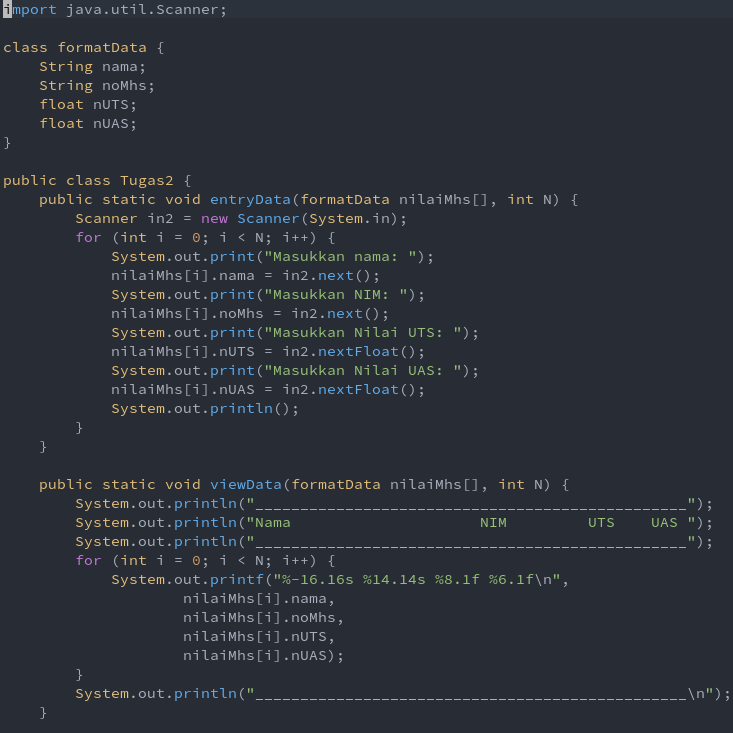 import java.util.Scanner;

class formatData {
    String nama;
    String noMhs;
    float nUTS;
    float nUAS;
}

public class Tugas2 {
    public static void entryData(formatData nilaiMhs[], int N) {
        Scanner in2 = new Scanner(System.in);
        for (int i = 0; i < N; i++) {
            System.out.print("Masukkan nama: ");
            nilaiMhs[i].nama = in2.next();
            System.out.print("Masukkan NIM: ");
            nilaiMhs[i].noMhs = in2.next();
            System.out.print("Masukkan Nilai UTS: ");
            nilaiMhs[i].nUTS = in2.nextFloat();
            System.out.print("Masukkan Nilai UAS: ");
            nilaiMhs[i].nUAS = in2.nextFloat();
            System.out.println();
        }
    }

    public static void viewData(formatData nilaiMhs[], int N) {
        System.out.println("________________________________________________");
        System.out.println("Nama                     NIM         UTS    UAS ");
        System.out.println("________________________________________________");
        for (int i = 0; i < N; i++) {
            System.out.printf("%-16.16s %14.14s %8.1f %6.1f\n",
                    nilaiMhs[i].nama,
                    nilaiMhs[i].noMhs,
                    nilaiMhs[i].nUTS,
                    nilaiMhs[i].nUAS);
        }
        System.out.println("________________________________________________\n");
    }